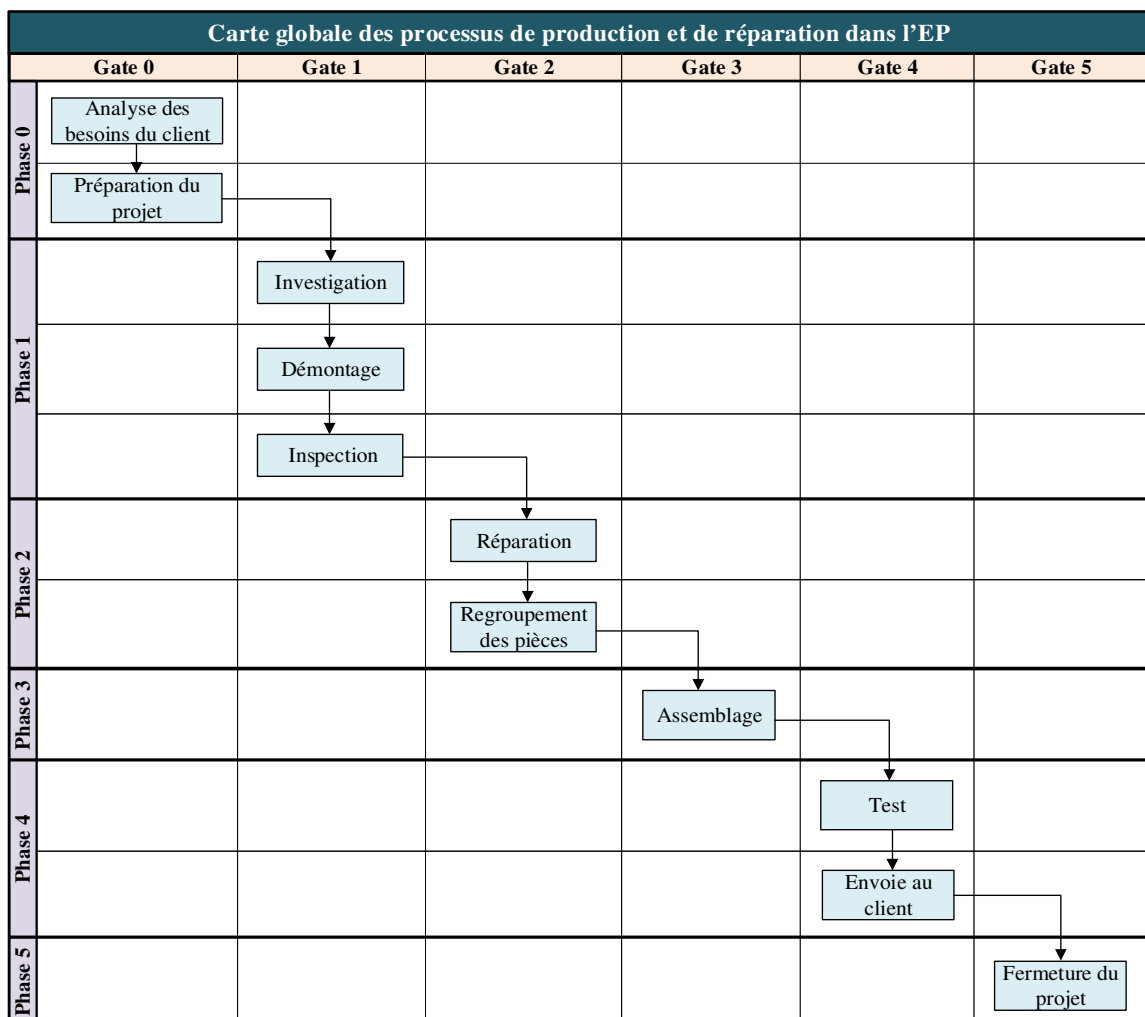 Carte globale des processus de production et de réparation dans l’EP
Gate 0 Gate 1 Gate 2 Gate 3 Gate 4 Gate 5
Phase 0
Analyse des
besoins du client
Préparation du
projet
Phase 1
Investigation
Démontage
Inspection
Phase 2
Réparation
Regroupement
des pièces
Phase 3
Assemblage
Phase 4
Test
Envoie au
client
Phase 5
Fermeture du
projet